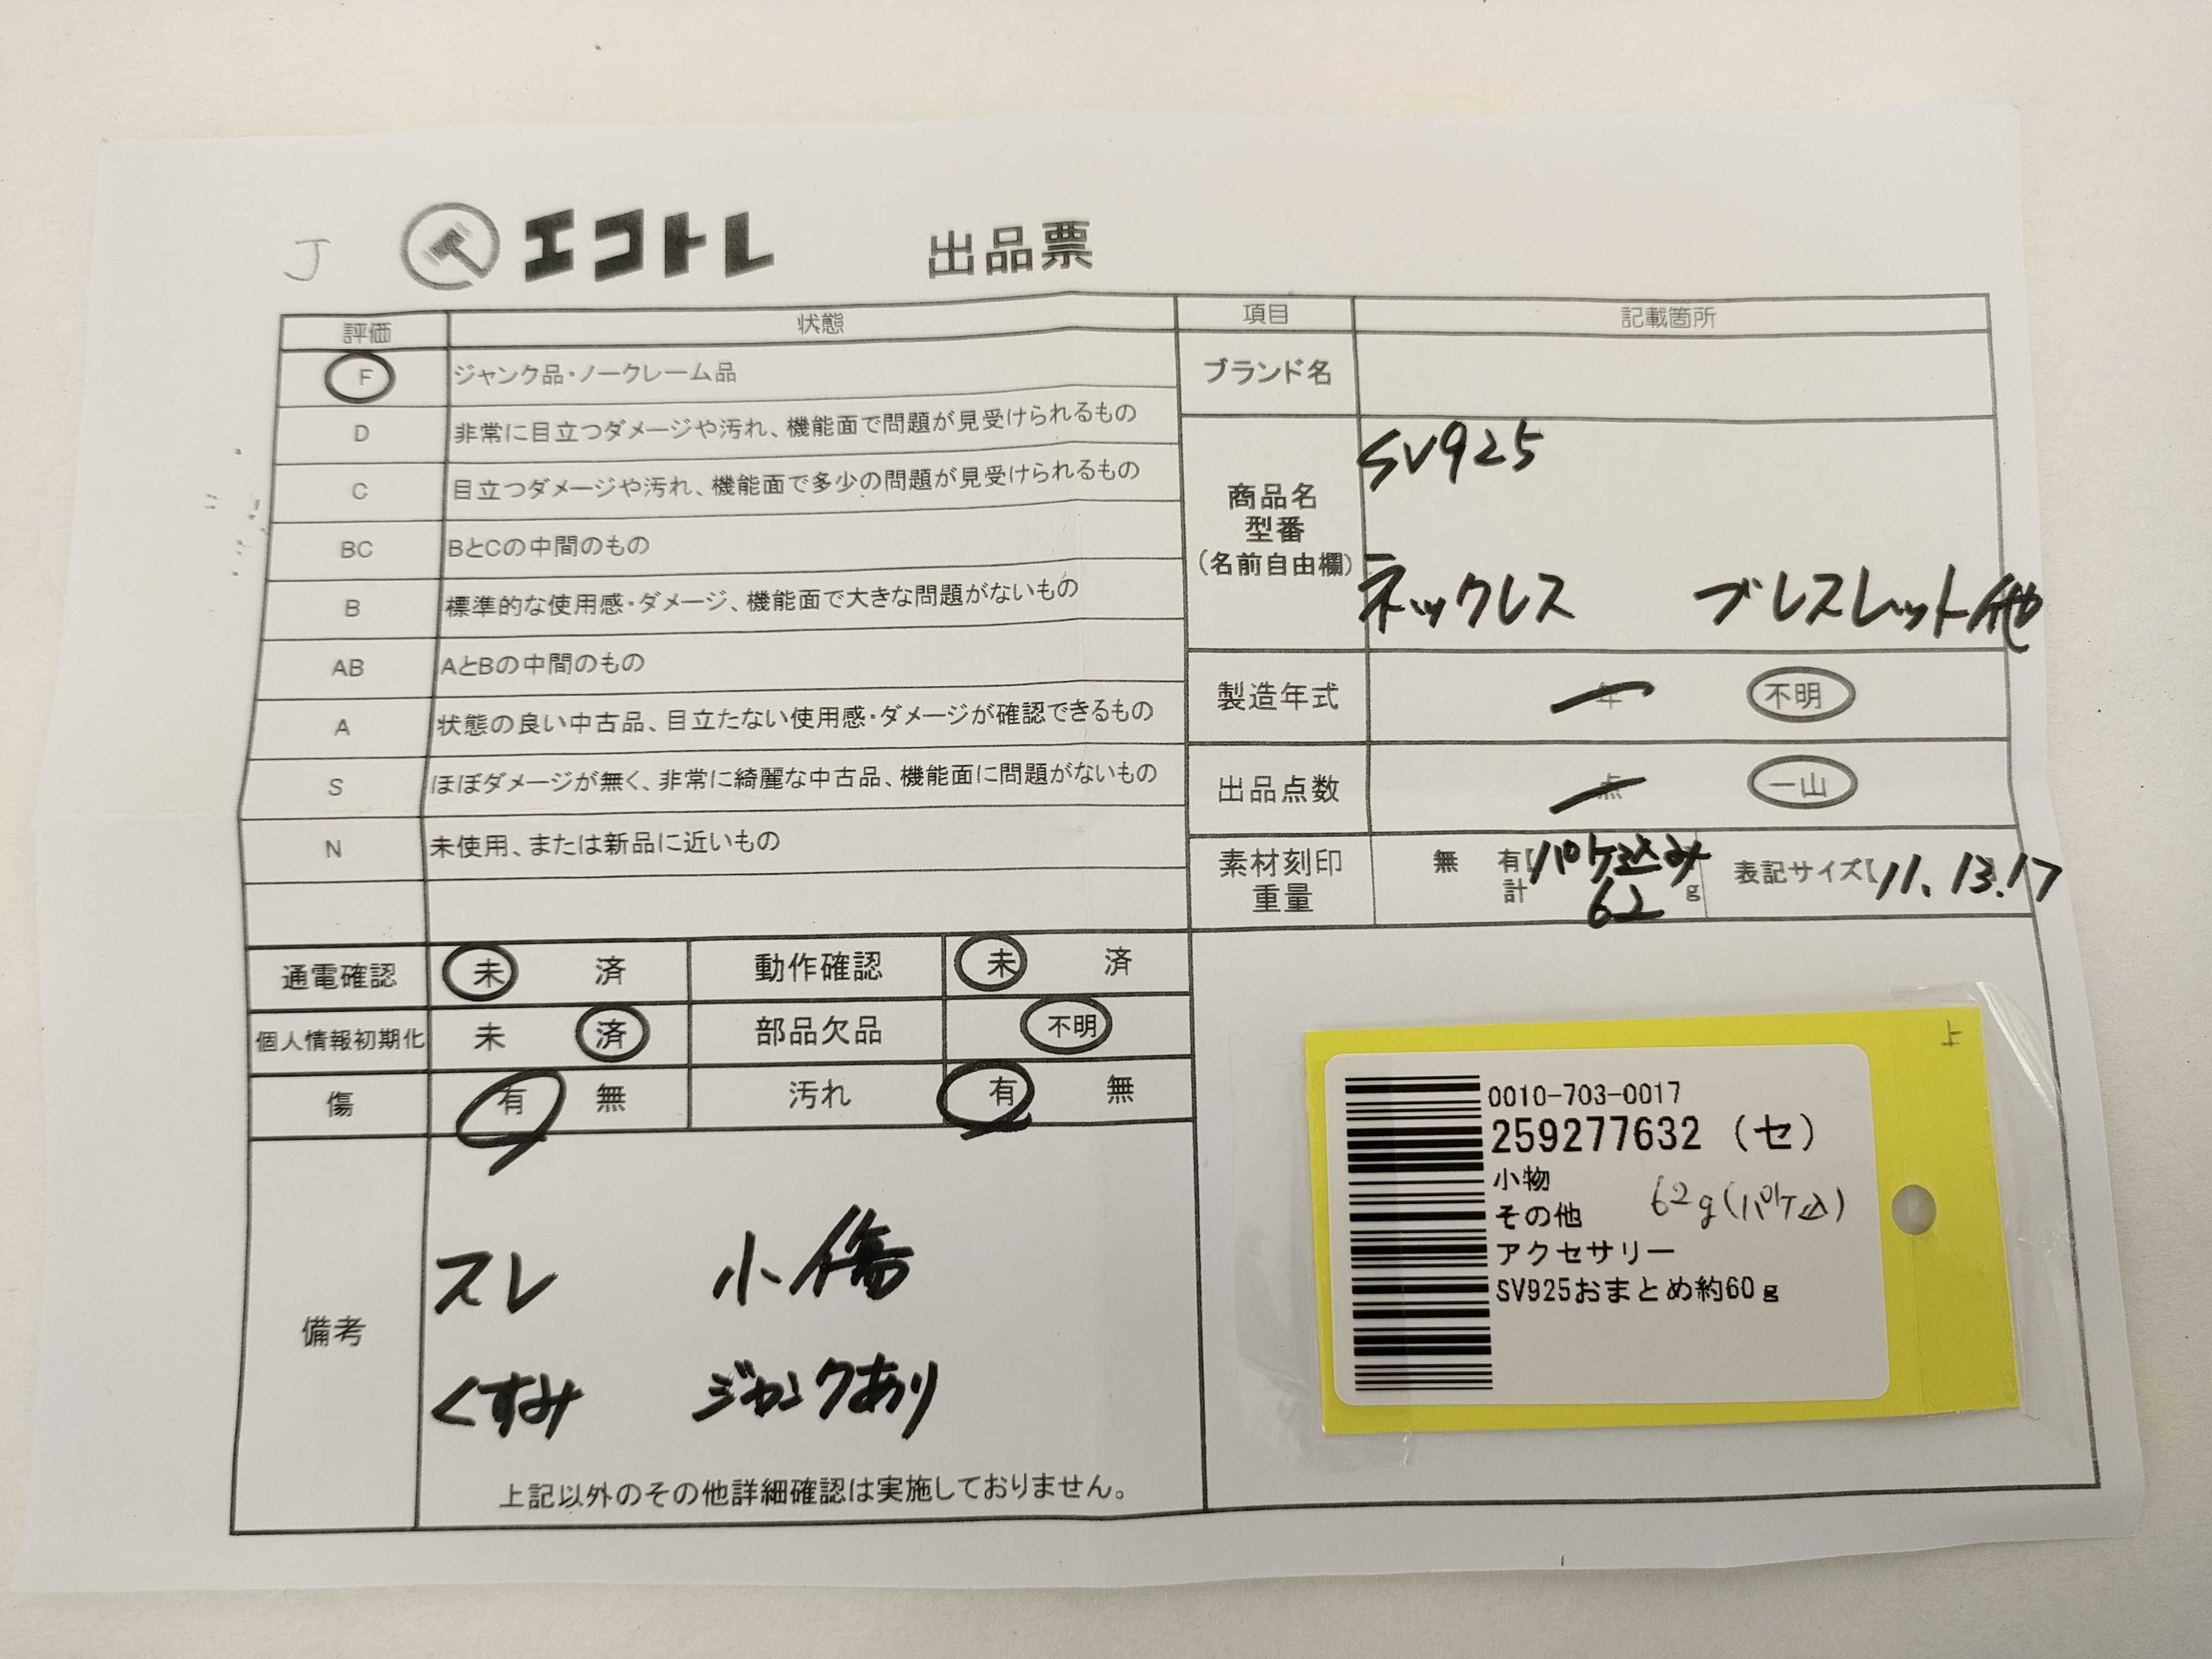 J
エコトレ 出品票
評価 状態
F ジャンク品・ノークレーム品
D 非常に目立つダメージや汚れ、機能面で問題が見受けられるもの
C 目立つダメージや汚れ、機能面で多少の問題が見受けられるもの
BC BとCの中間のもの
B 標準的な使用感・ダメージ、機能面で大きな問題がないもの
AB AとBの中間のもの
A 状態の良い中古品、目立たない使用感・ダメージが確認できるもの
S ほぼダメージが無く、非常に綺麗な中古品、機能面に問題がないもの
N 未使用、または新品に近いもの
通電確認 未 済 動作確認 未 済
個人情報初期化 未 済 部品欠品 不明
傷 有 無 汚れ 有 無
備考
スレ 小傷
くすみ ジャンクあり
上記以外のその他詳細確認は実施しておりません。
項目 記載箇所
ブランド名
商品名
型番
(名前自由欄)
SV925
ネックレス ブレスレット他
製造年式 年 不明
出品点数 点 一山
素材刻印 無 有【パケ込み 表記サイズ【11.13.17
重量 計 62 g
上
0010-703-0017
259277632 (セ)
小物
その他 62g(パケ込)
アクセサリー
SV925おまとめ約60g